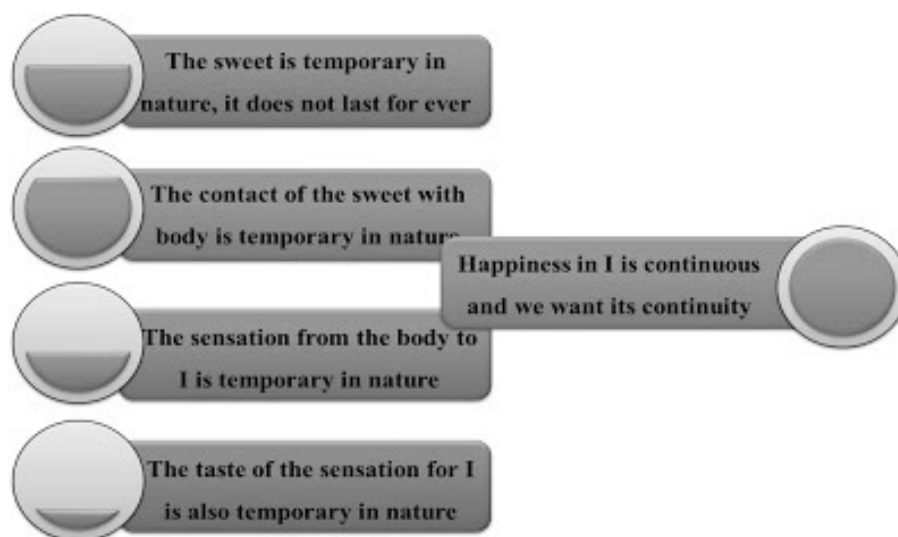 The sweet is temporary in
nature, it does not last for ever
The contact of the sweet with
body is temporary in nature
Happiness in I is continuous
and we want its continuity
The sensation from the body to
I is temporary in nature
The taste of the sensation for I
is also temporary in nature